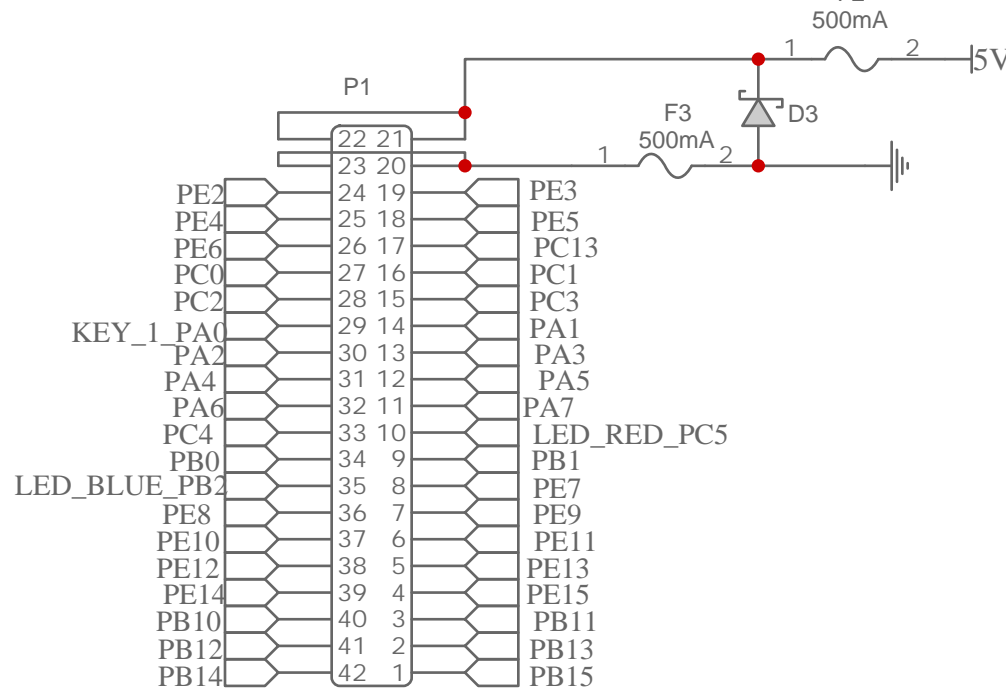 500mA
1 2 5V
P1
F3
D3
500mA
22 21
1 2
23 20
PE2 24 19 PE3
PE4 25 18 PE5
PE6 26 17 PC13
PC0 27 16 PC1
PC2 28 15 PC3
KEY_1_PA0 29 14 PA1
PA2 30 13 PA3
PA4 31 12 PA5
PA6 32 11 PA7
PC4 33 10 LED_RED_PC5
PB0 34 9 PB1
LED_BLUE_PB2 35 8 PE7
PE8 36 7 PE9
PE10 37 6 PE11
PE12 38 5 PE13
PE14 39 4 PE15
PB10 40 3 PB11
PB12 41 2 PB13
PB14 42 1 PB15